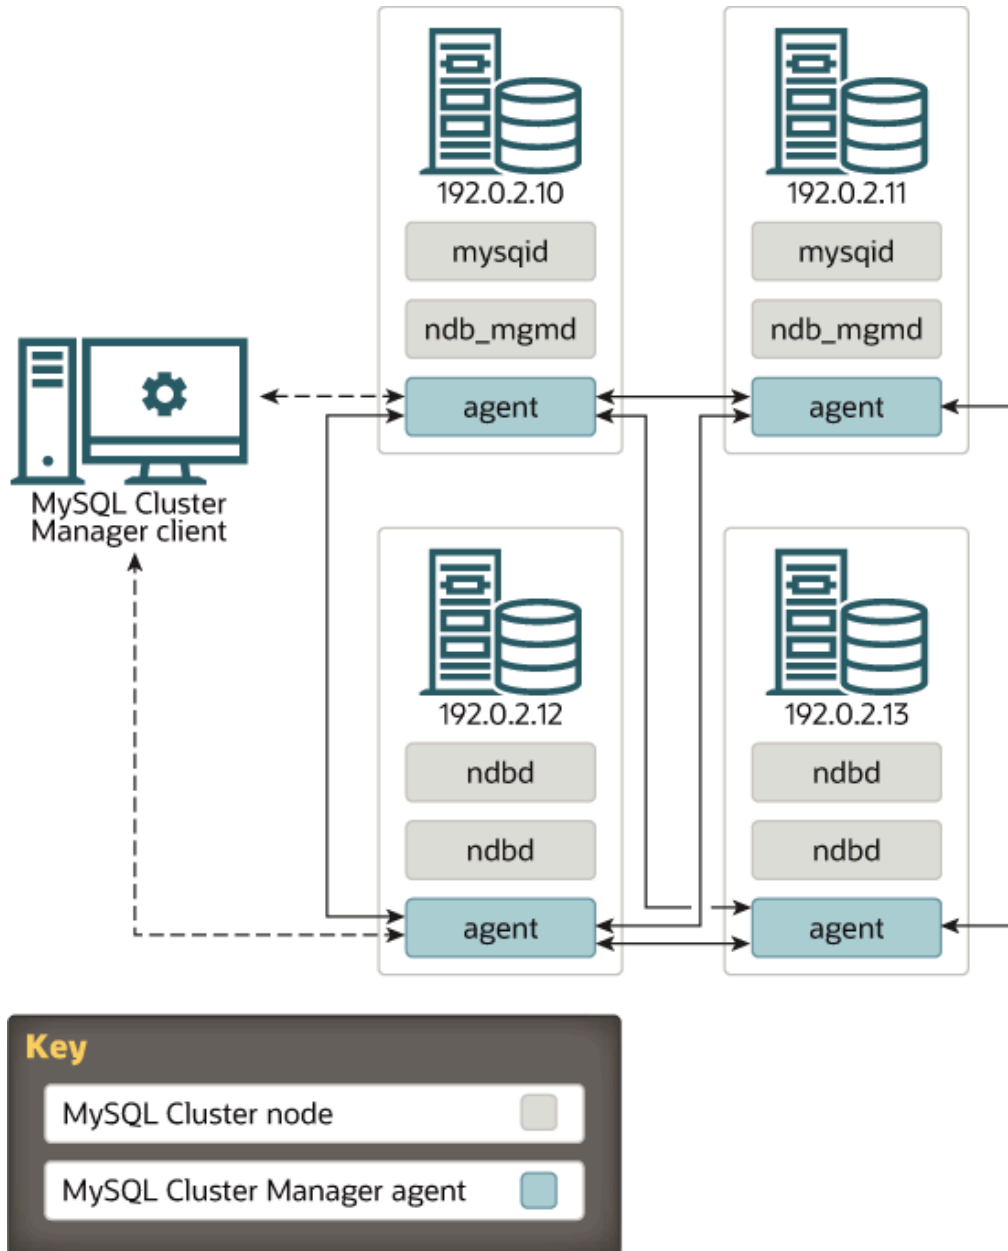 192.0.2.10
mysqid
ndb_mgmd
agent
192.0.2.11
mysqid
ndb_mgmd
agent
MySQL Cluster
Manager client
192.0.2.12
ndbd
ndbd
agent
192.0.2.13
ndbd
ndbd
agent
Key
MySQL Cluster node
MySQL Cluster Manager agent